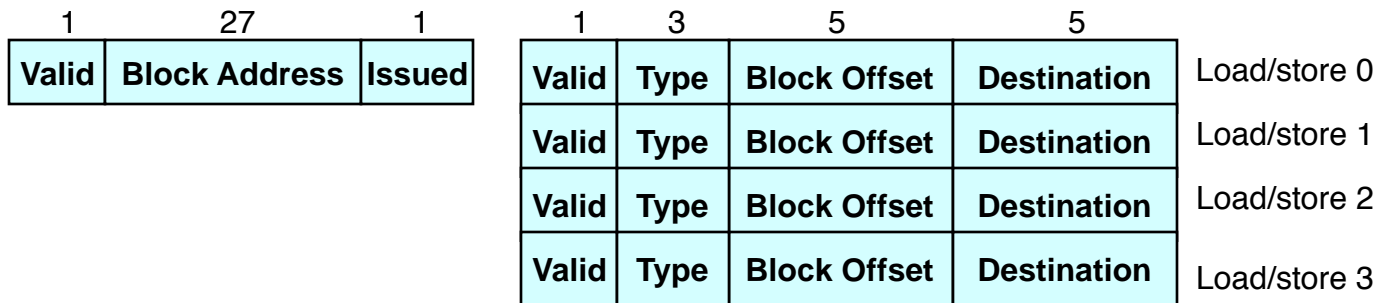 1 27 1 1 3 5 5
Valid Block Address Issued Valid Type Block Offset Destination Load/store 0
Valid Type Block Offset Destination Load/store 1
Valid Type Block Offset Destination Load/store 2
Valid Type Block Offset Destination Load/store 3